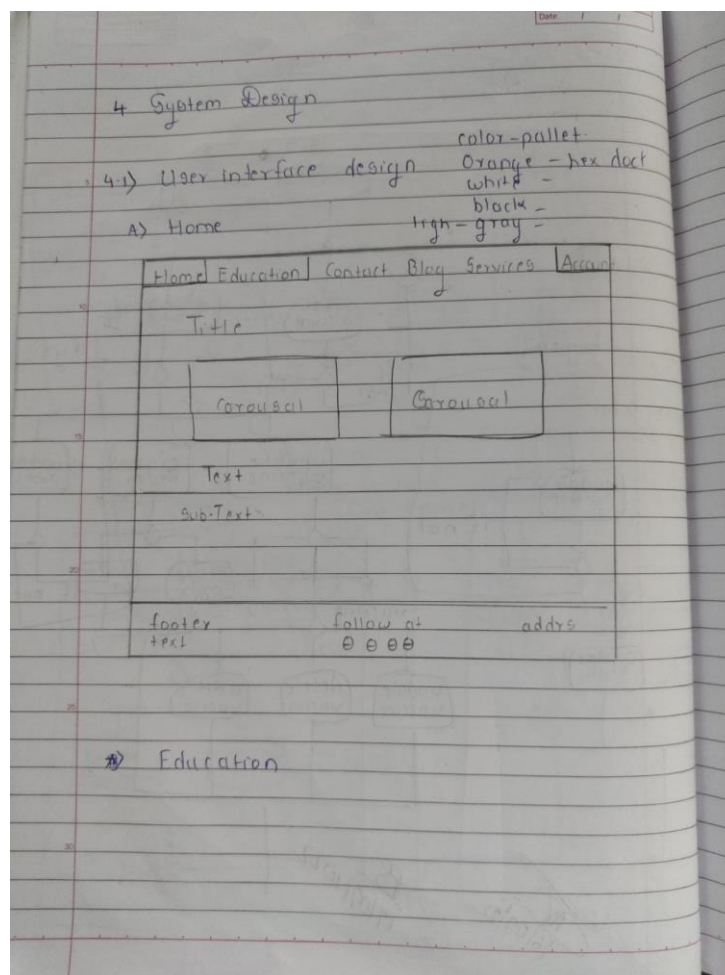 Date / /
4 System Design
color-pallet.
4.1) User interface design Orange - hex doct
white -
black -
A) Home ligh - gray -
Home Education Contact Blog Services Account
Title
Carousal Carousal
Text
Sub-Text
footer follow at addrs
text
Education